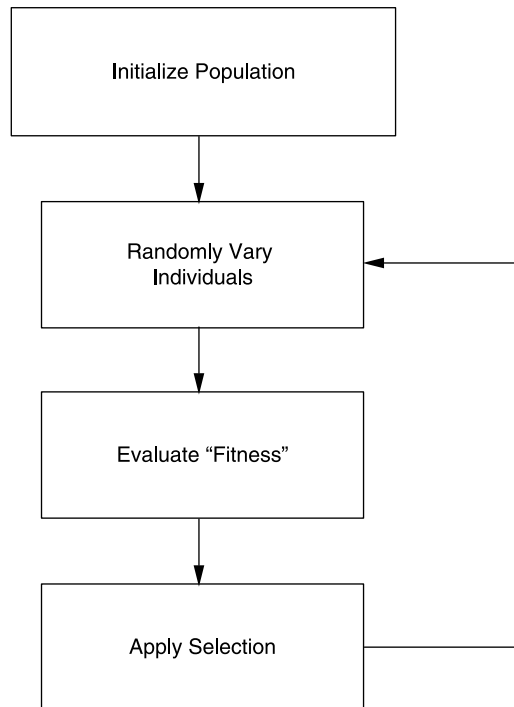 Initialize Population
Randomly Vary
Individuals
Evaluate “Fitness”
Apply Selection